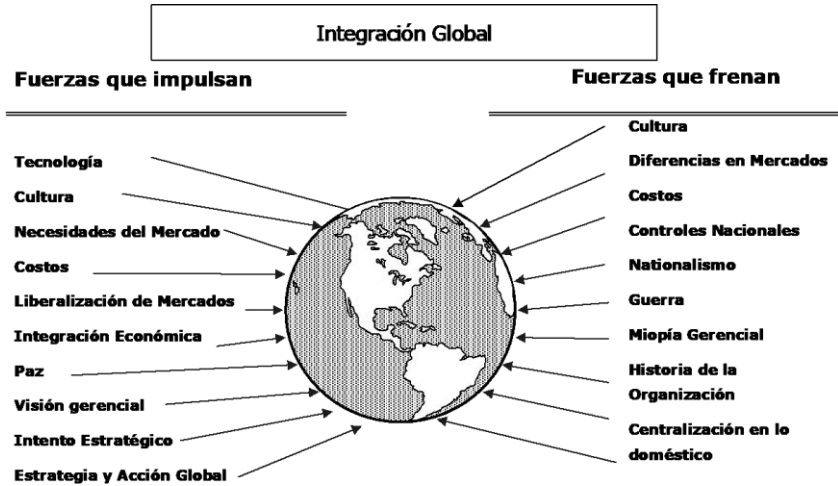 Integración Global
Fuerzas que impulsan
Tecnología
Cultura
Necesidades del Mercado
Costos
Liberalización de Mercados
Integración Económica
Paz
Visión gerencial
Intento Estratégico
Estrategia y Acción Global
Fuerzas que frenan
Cultura
Diferencias en Mercados
Costos
Controles Nacionales
Nationalismo
Guerra
Miopía Gerencial
Historia de la
Organización
Centralización en lo
doméstico